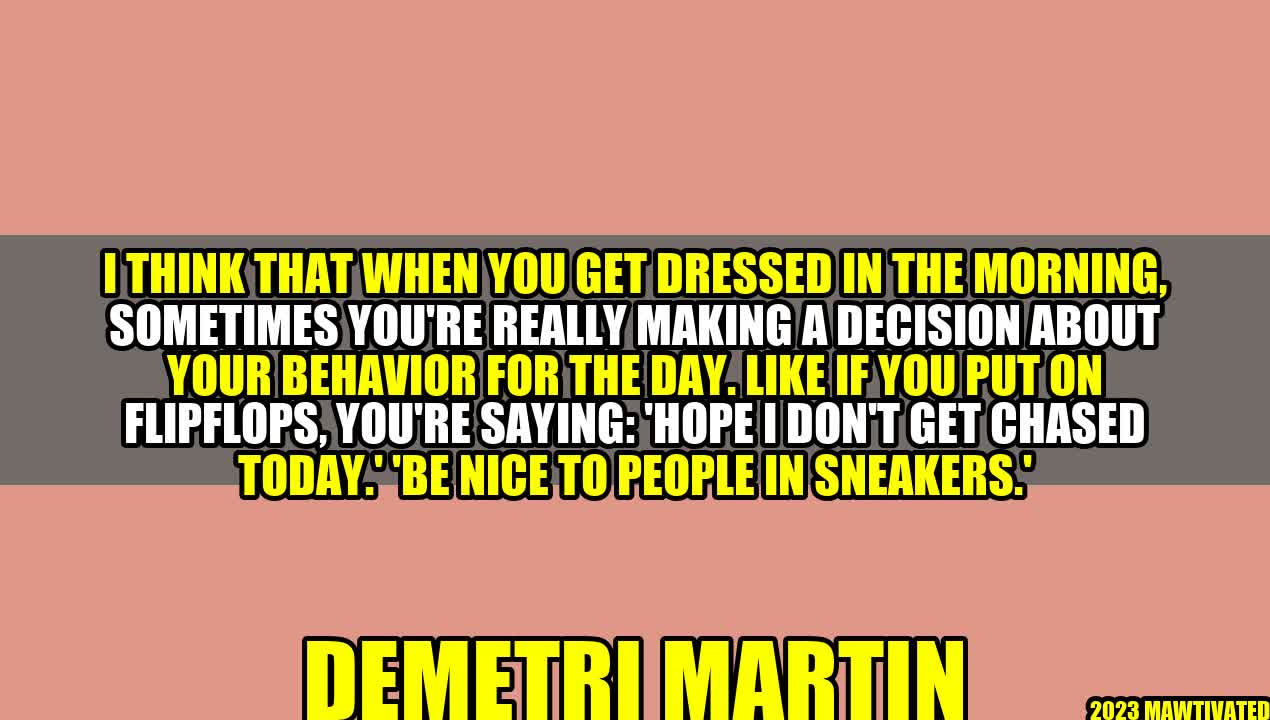 I THINK THAT WHEN YOU GET DRESSED IN THE MORNING,
SOMETIMES YOU'RE REALLY MAKING A DECISION ABOUT
YOUR BEHAVIOR FOR THE DAY. LIKE IF YOU PUT ON
FLIPFLOPS, YOU'RE SAYING: 'HOPE I DON'T GET CHASED
TODAY.' 'BE NICE TO PEOPLE IN SNEAKERS.'
DEMETRI MARTIN
2023 MAWTIVATED